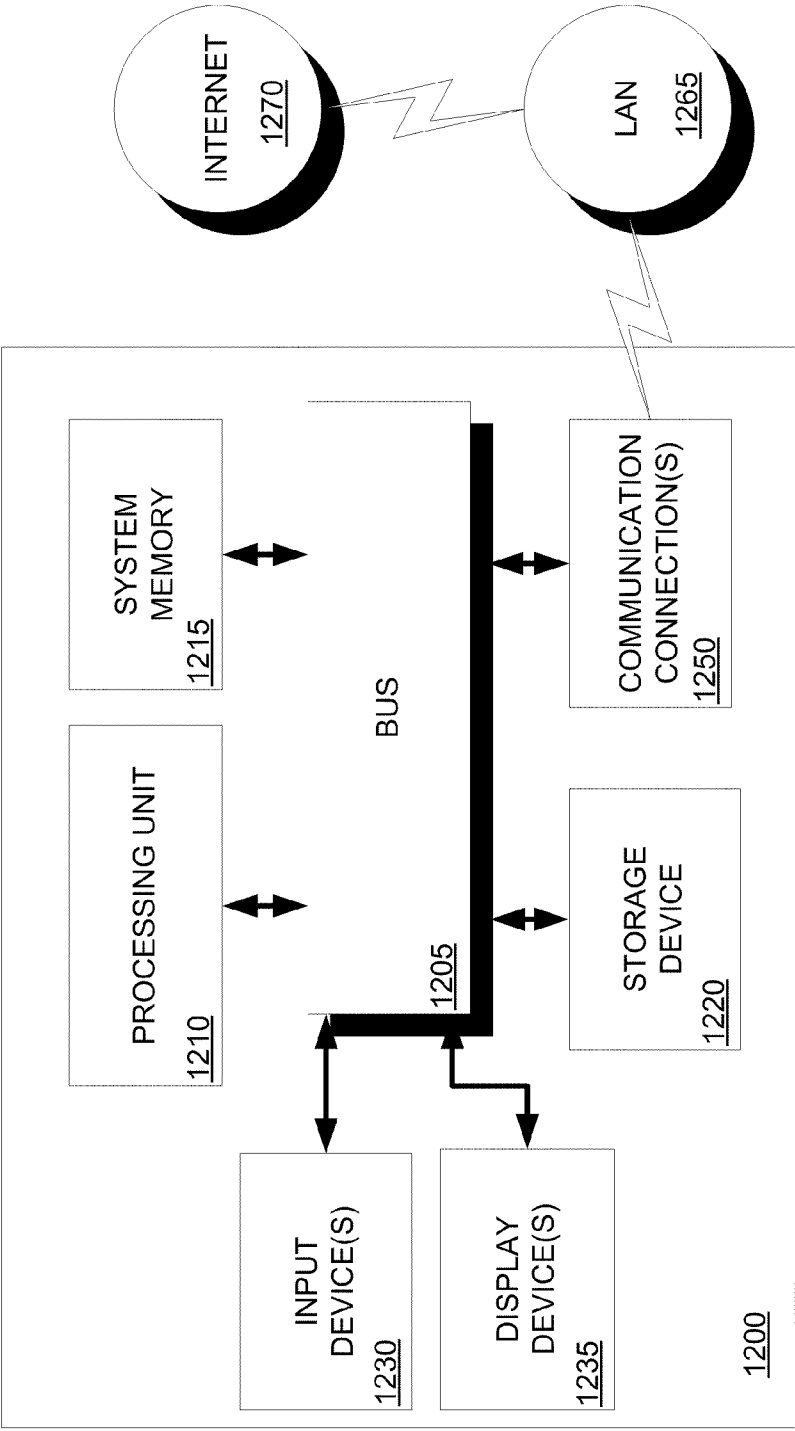 PROCESSING UNIT
1210
SYSTEM
MEMORY
1215
INTERNET
1270
INPUT
DEVICE(S)
1230
BUS
1205
DISPLAY
DEVICE(S)
1235
STORAGE
DEVICE
1220
COMMUNICATION
CONNECTION(S)
1250
LAN
1265
1200